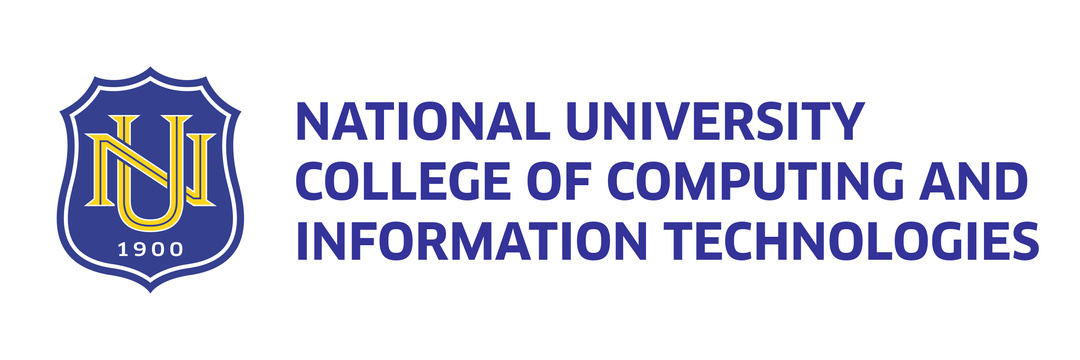 NU
1900
NATIONAL UNIVERSITY
COLLEGE OF COMPUTING AND
INFORMATION TECHNOLOGIES